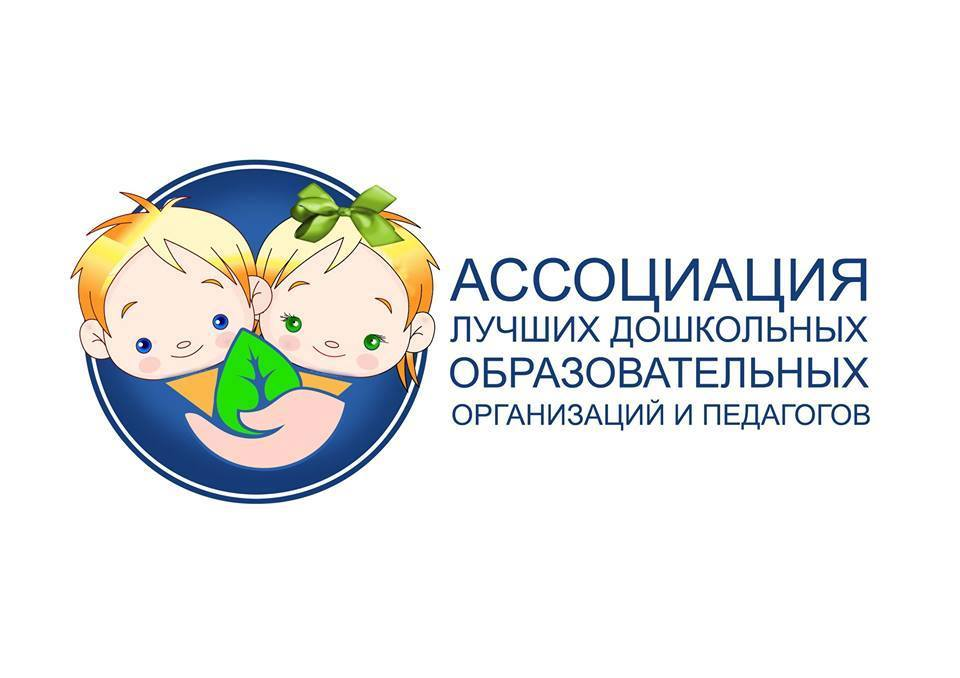 АССОЦИАЦИЯ
ЛУЧШИХ ДОШКОЛЬНЫХ
ОБРАЗОВАТЕЛЬНЫХ
ОРГАНИЗАЦИЙ И ПЕДАГОГОВ